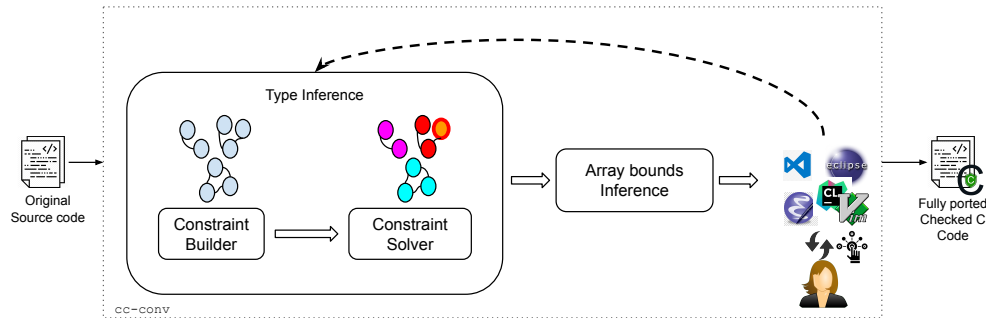 Type Inference
</>
Original
Source code
Constraint
Builder
Constraint
Solver
Array bounds
Inference
eclipse
CL
VIM
</>
C
Fully ported
Checked C
Code
cc-conv